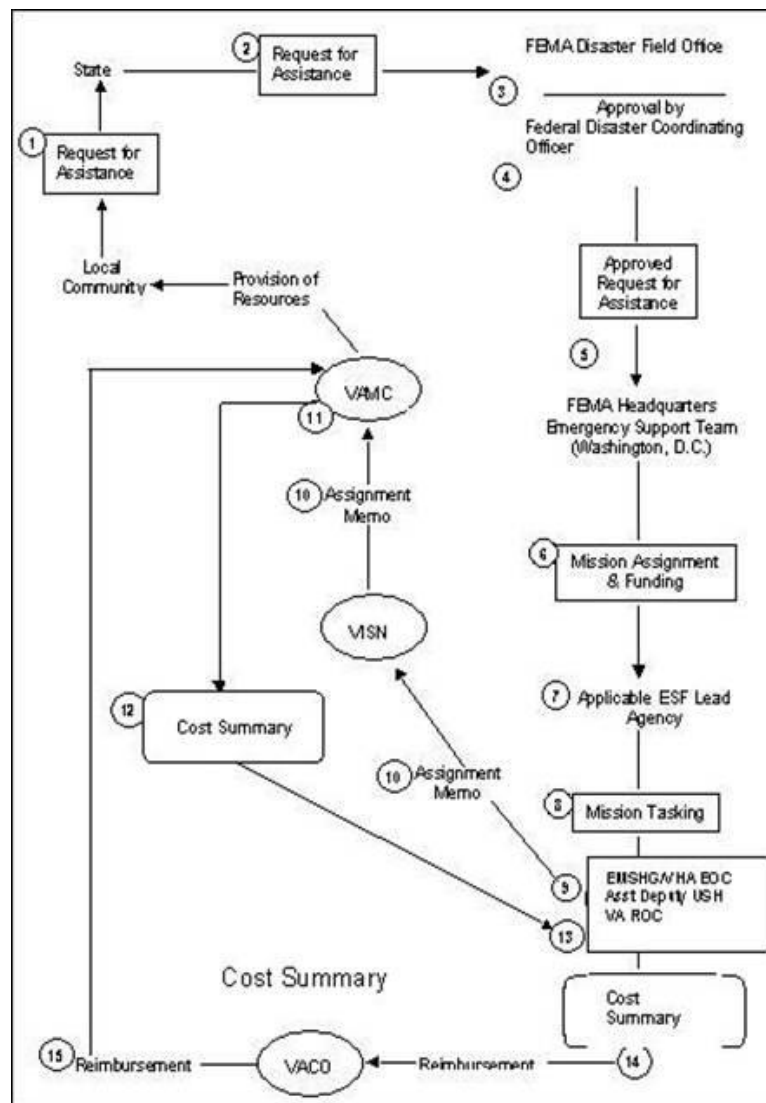 2
Request for
Assistance
FEMA Disaster Field Office
State
3
Approval by
Federal Disaster Coordinating
Officer
1
Request for
Assistance
4
Local
Community
Provision of
Resources
Approved
Request for
Assistance
5
VAMC
11
FEMA Headquarters
Emergency Support Team
(Washington, D.C.)
10
Assignment
Memo
6
Mission Assignment
& Funding
VISN
12
Cost Summary
7
Applicable ESF Lead
Agency
10
Assignment
Memo
8
Mission Tasking
9
EMSHG/VHA EOC
Asst Deputy USH
VA ROC
13
Cost Summary
Cost
Summary
15
Reimbursement
VACO
Reimbursement
14